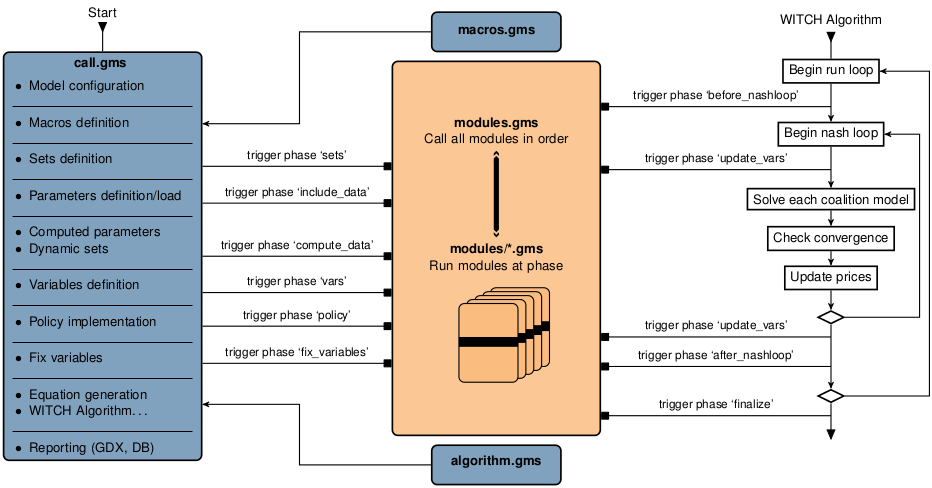 Start
call.gms
• Model configuration
• Macros definition
• Sets definition
• Parameters definition/load
• Computed parameters
• Dynamic sets
• Variables definition
• Policy implementation
• Fix variables
• Equation generation
• WITCH Algorithm...
• Reporting (GDX, DB)
trigger phase ‘sets’
trigger phase ‘include_data’
trigger phase ‘compute_data’
trigger phase ‘vars’
trigger phase ‘policy’
trigger phase ‘fix_variables’
macros.gms
modules.gms
Call all modules in order
modules/*.gms
Run modules at phase
algorithm.gms
trigger phase ‘before_nashloop’
trigger phase ‘update_vars’
trigger phase ‘update_vars’
trigger phase ‘after_nashloop’
trigger phase ‘finalize’
WITCH Algorithm
Begin run loop
Begin nash loop
Solve each coalition model
Check convergence
Update prices